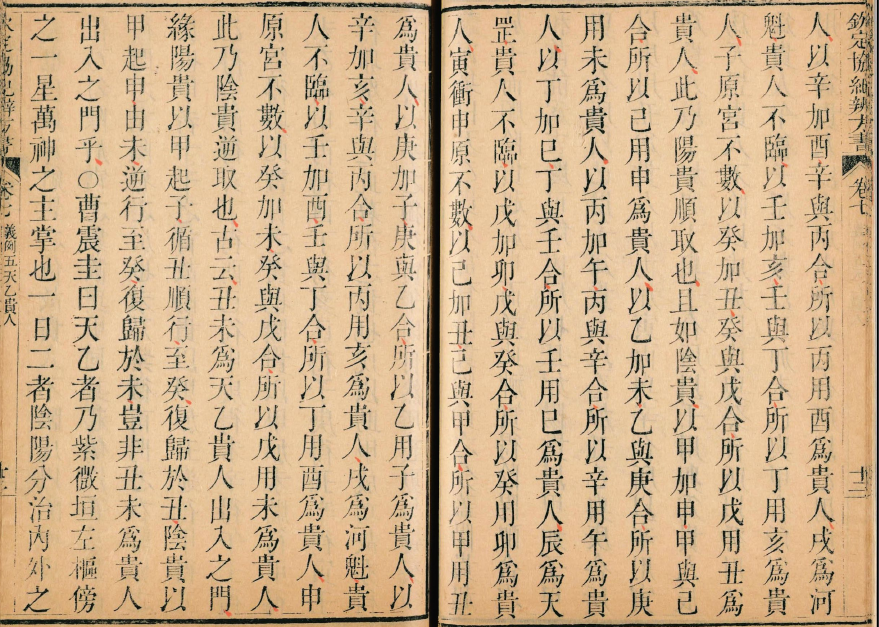 欽定協紀辨方書 卷七
人以辛加酉辛與丙合所以丙用酉爲貴人戌爲河
魁貴人不臨以壬加亥壬與丁合所以丁用亥爲貴
人子原宮不數以癸加丑癸與戊合所以戊用丑爲
貴人此乃陽貴順取也且如陰貴以甲加申甲與己
合所以己用申爲貴人以乙加未乙與庚合所以庚
用未爲貴人以丙加午丙與辛合所以辛用午爲貴
人以丁加巳丁與壬合所以壬用巳爲貴人辰爲天
罡貴人不臨以戊加卯戊與癸合所以癸用卯爲貴
人寅衝申原不數以己加丑己與甲合所以甲用丑
爲貴人以庚加子庚與乙合所以乙用子爲貴人以
辛加亥辛與丙合所以丙用亥爲貴人戌爲河魁貴
人不臨以壬加酉壬與丁合所以丁用酉爲貴人申
原宮不數以癸加未癸與戊合所以戊用未爲貴人
此乃陰貴逆取也古云丑未爲天乙貴人出入之門
緣陽貴以甲起子循丑順行至癸復歸於丑陰貴以
甲起申由未逆行至癸復歸於未豈非丑未爲貴人
出入之門乎○曹震圭曰天乙者乃紫微垣左樞傍
之一星萬神之主掌也一日二者陰陽分治內外之
卷七 義例五天乙貴人